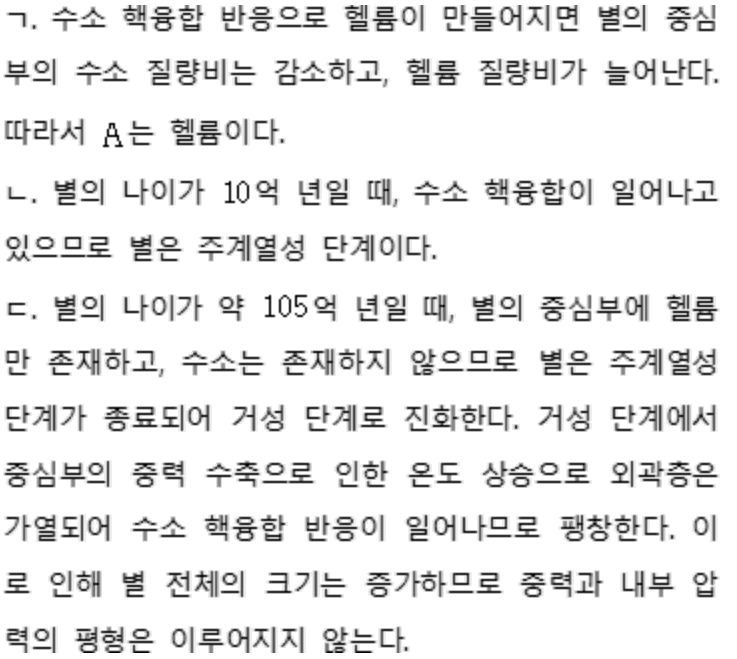 ㄱ. 수소 핵융합 반응으로 헬륨이 만들어지면 별의 중심
부의 수소 질량비는 감소하고, 헬륨 질량비가 늘어난다.
따라서 A는 헬륨이다.
ㄴ. 별의 나이가 10억 년일 때, 수소 핵융합이 일어나고
있으므로 별은 주계열성 단계이다.
ㄷ. 별의 나이가 약 105억 년일 때, 별의 중심부에 헬륨
만 존재하고, 수소는 존재하지 않으므로 별은 주계열성
단계가 종료되어 거성 단계로 진화한다. 거성 단계에서
중심부의 중력 수축으로 인한 온도 상승으로 외곽층은
가열되어 수소 핵융합 반응이 일어나므로 팽창한다. 이
로 인해 별 전체의 크기는 증가하므로 중력과 내부 압
력의 평형은 이루어지지 않는다.